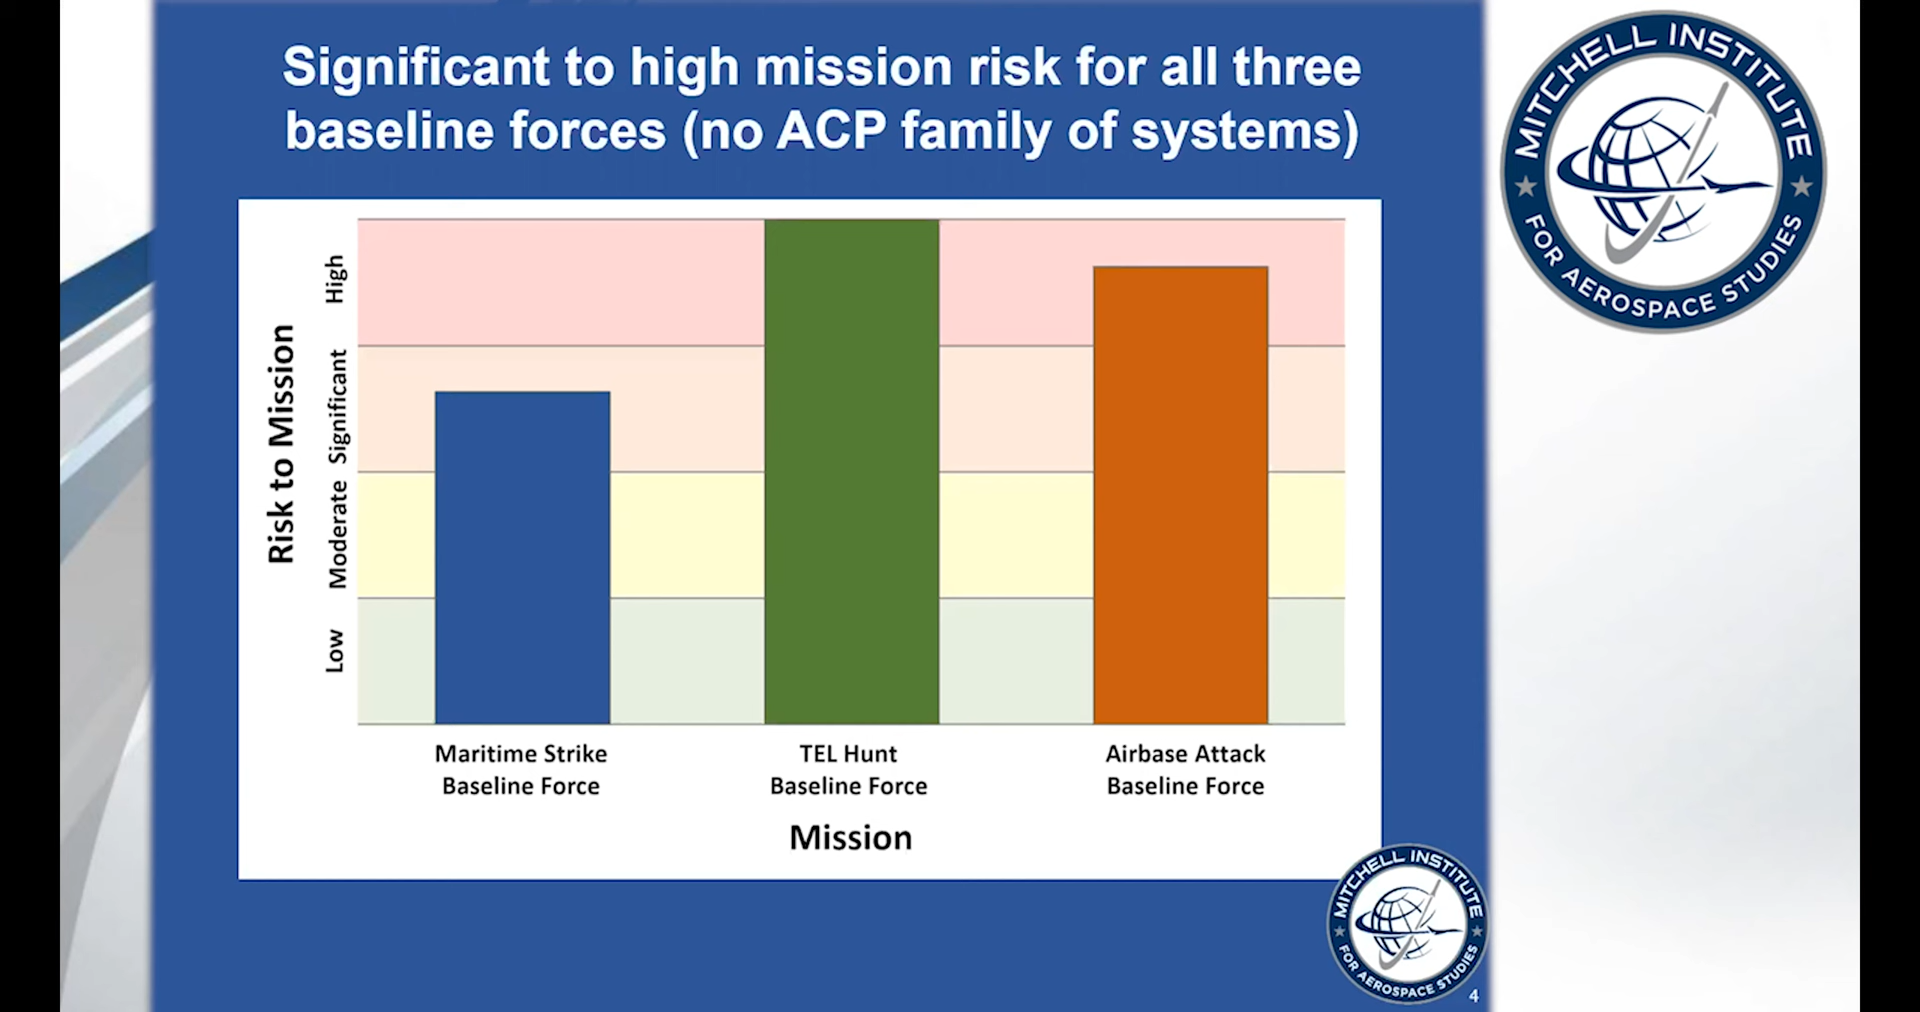 Significant to high mission risk for all three
baseline forces (no ACP family of systems)
MITCHELL INSTITUTE
FOR AEROSPACE STUDIES
Risk to Mission
High
Significant
Moderate
Low
Maritime Strike
Baseline Force
TEL Hunt
Baseline Force
Airbase Attack
Baseline Force
Mission
MITCHELL INSTITUTE
FOR AEROSPACE STUDIES
4